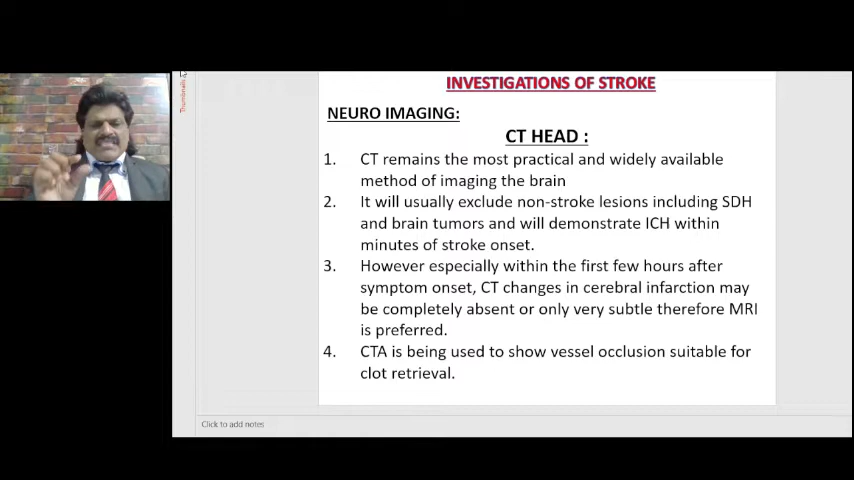 Thumbnails
INVESTIGATIONS OF STROKE
NEURO IMAGING:
CT HEAD :
1. CT remains the most practical and widely available
method of imaging the brain
2. It will usually exclude non-stroke lesions including SDH
and brain tumors and will demonstrate ICH within
minutes of stroke onset.
3. However especially within the first few hours after
symptom onset, CT changes in cerebral infarction may
be completely absent or only very subtle therefore MRI
is preferred.
4. CTA is being used to show vessel occlusion suitable for
clot retrieval.
Click to add notes